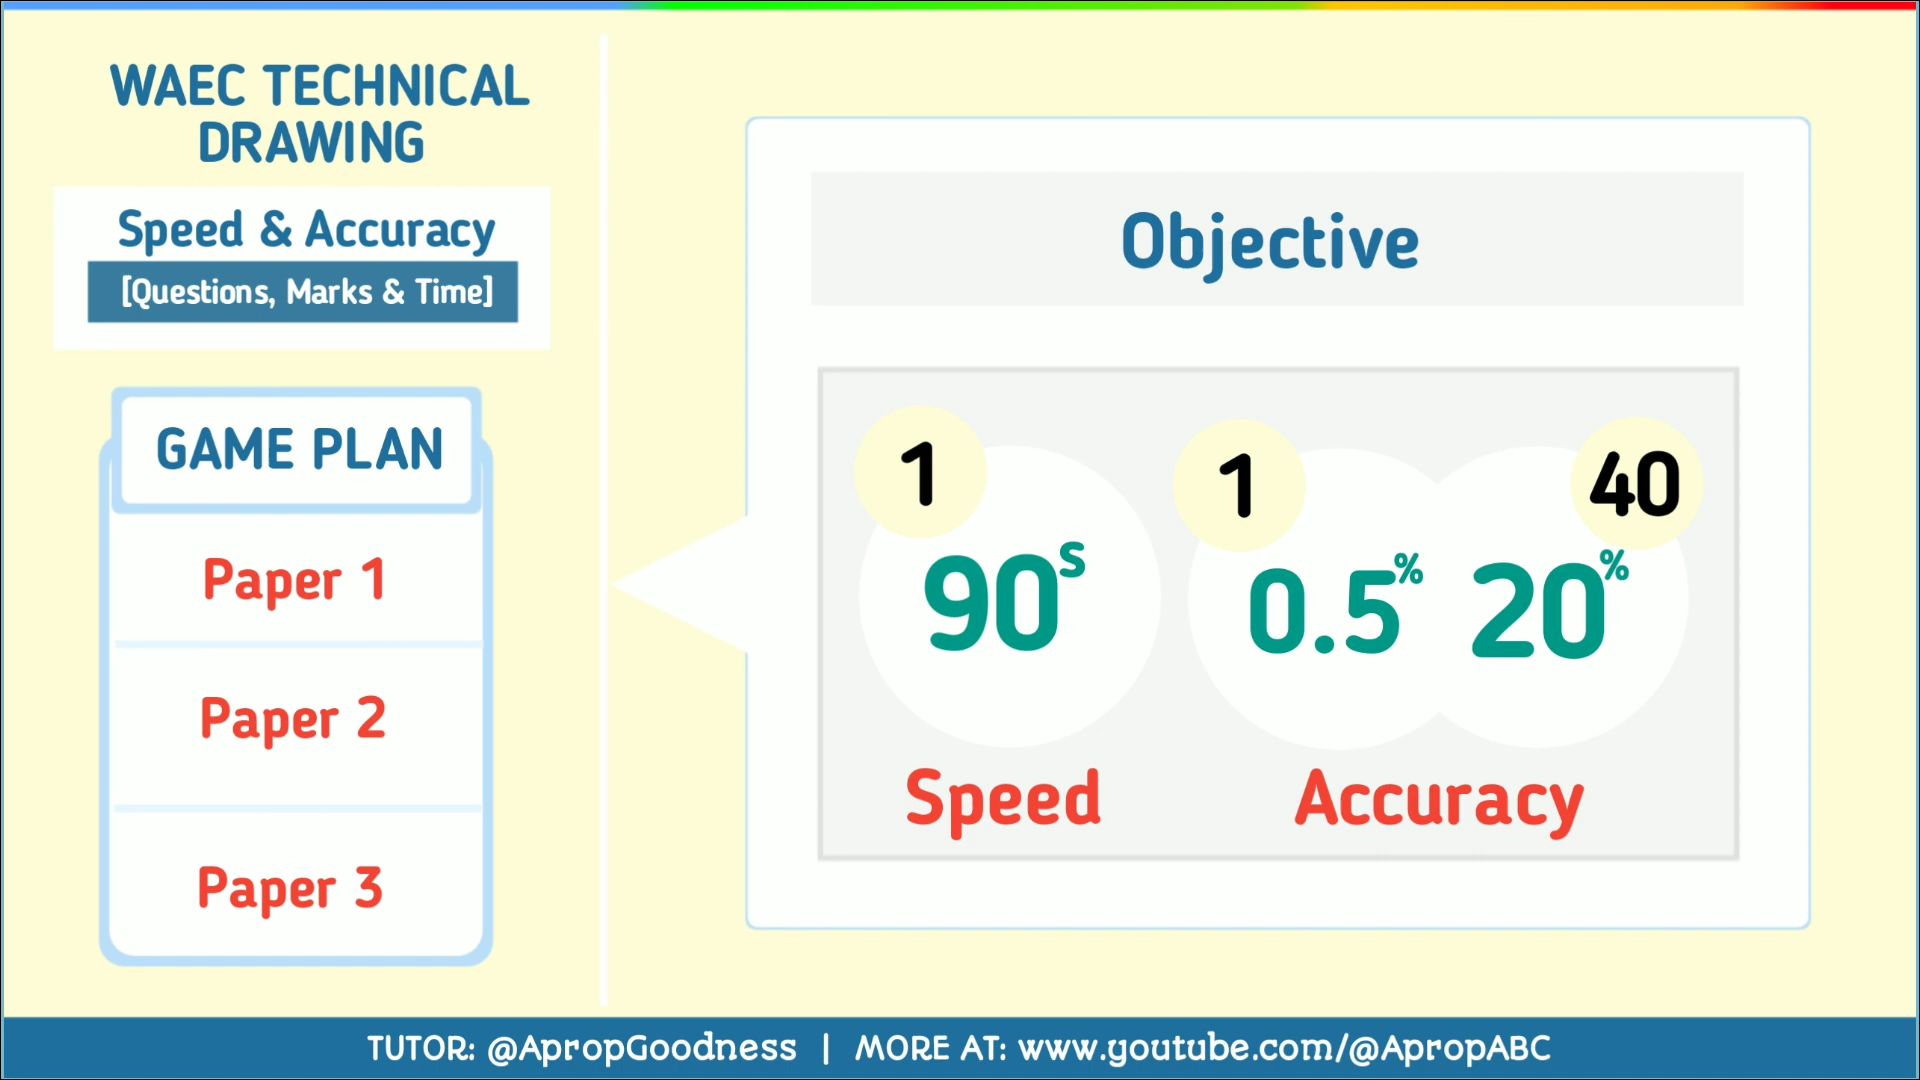 WAEC TECHNICAL
DRAWING
Speed & Accuracy
[Questions, Marks & Time]
GAME PLAN
Paper 1
Paper 2
Paper 3
Objective
1
90s
Speed
1
40
0.5%
20%
Accuracy
TUTOR: @ApropGoodness | MORE AT: www.youtube.com/@ApropABC